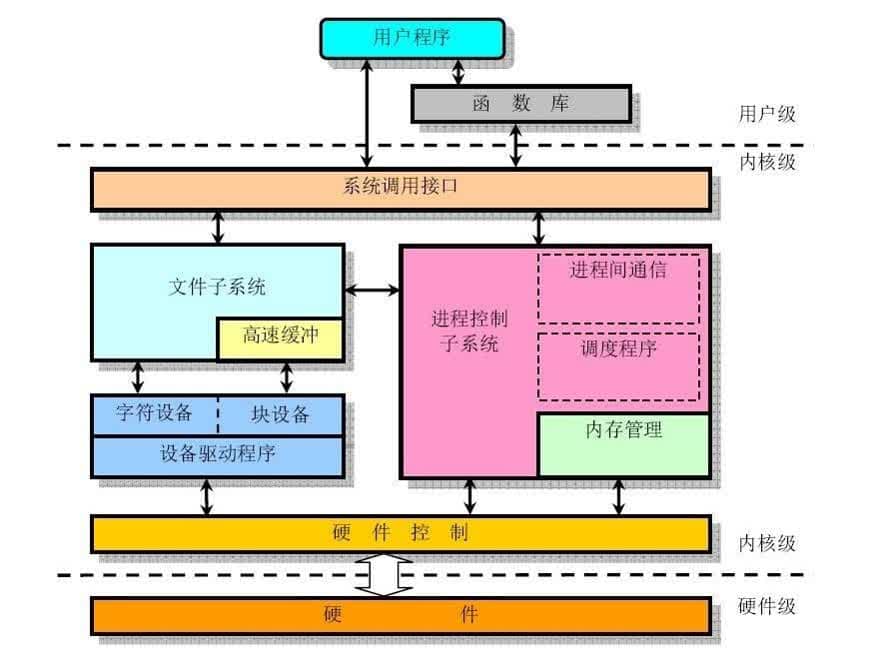 用户程序
函 数 库
用户级
内核级
系统调用接口
文件子系统
高速缓冲
进程控制
子系统
进程间通信
调度程序
内存管理
字符设备
块设备
设备驱动程序
硬 件 控 制
内核级
硬件级
硬 件